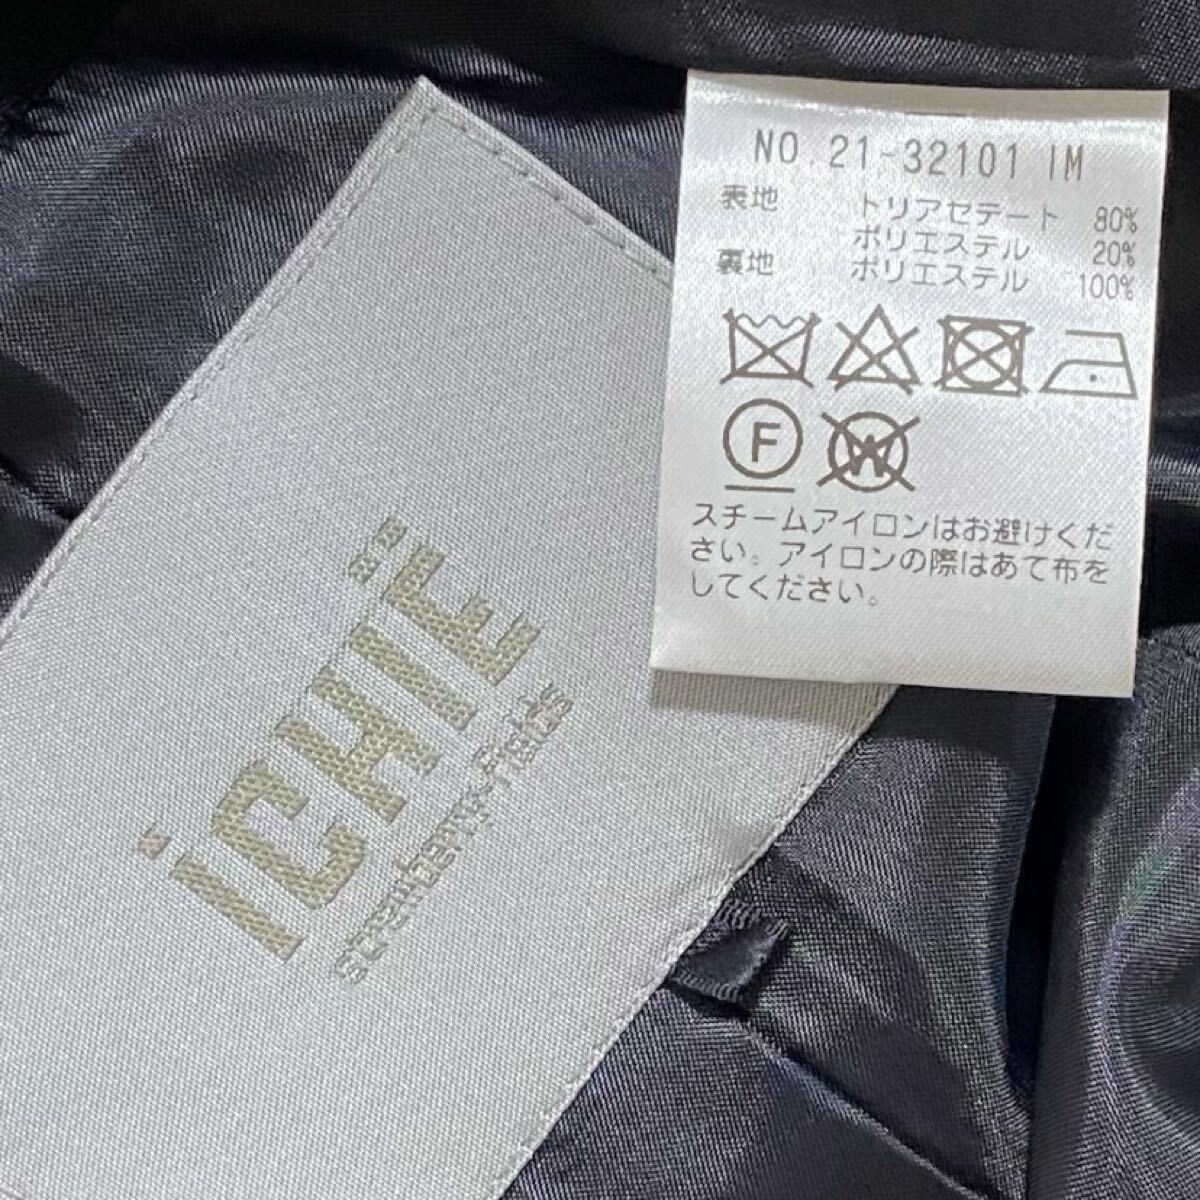 NO.21-32101 IM
表地 トリアセテート 80%
ポリエステル 20%
裏地 ポリエステル 100%
F
W
スチームアイロンはお避けくだ
さい。アイロンの際はあて布を
してください。
iCHIE
Strawberry-Fields